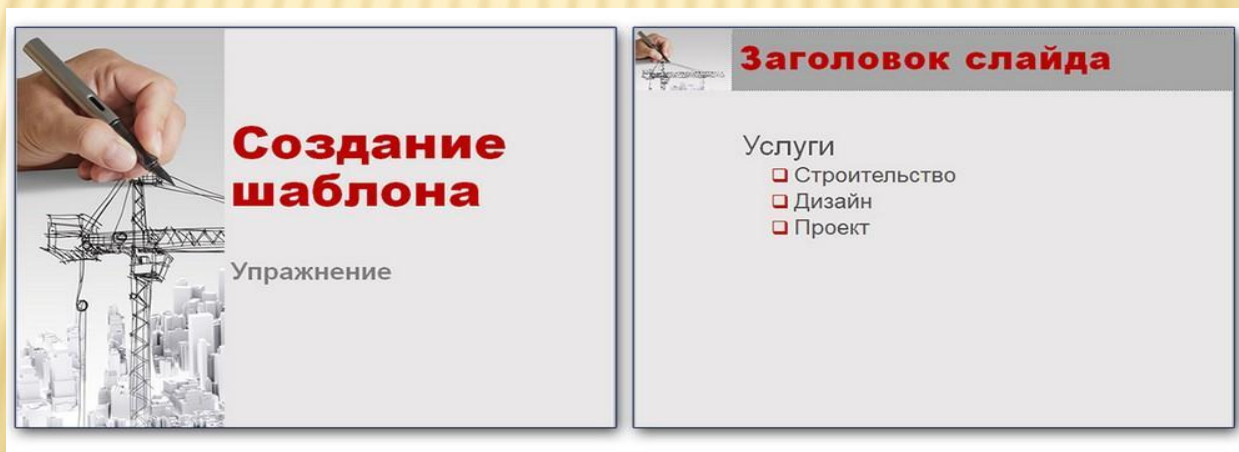 Создание
шаблона
Упражнение
Заголовок слайда
Услуги
Строительство
Дизайн
Проект